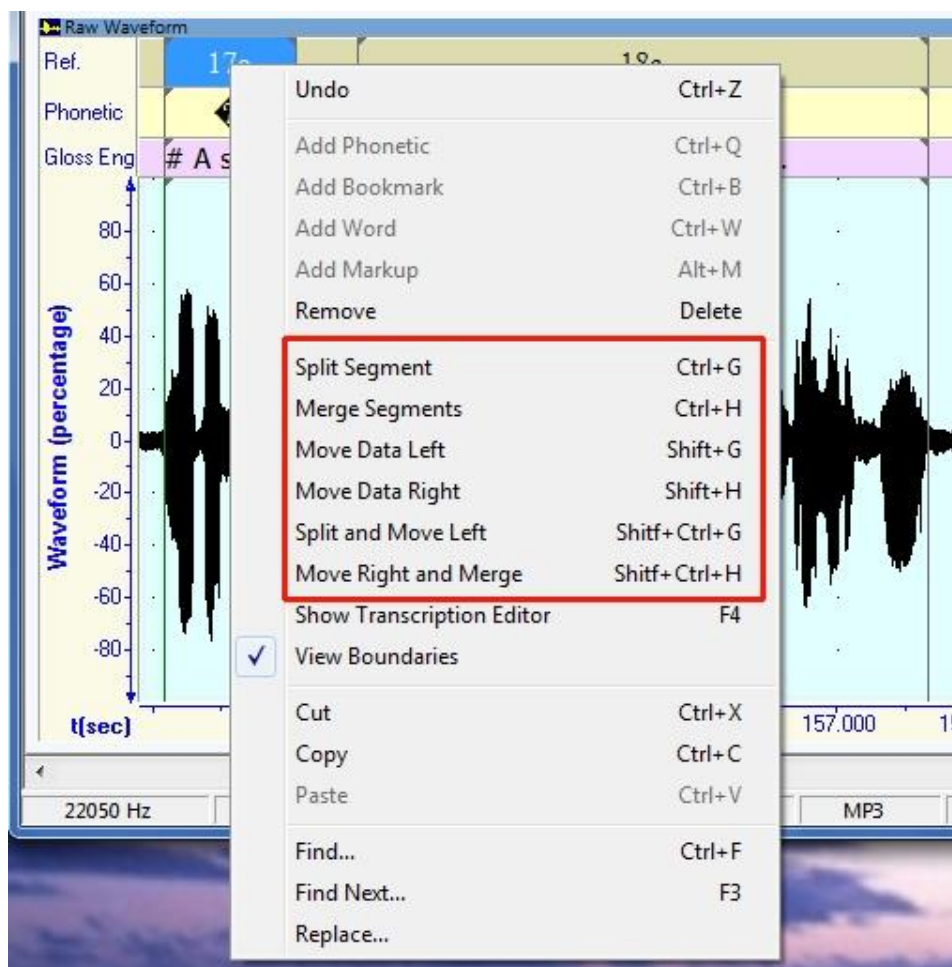 Raw Waveform
Ref.
Phonetic
Gloss Eng # A s
Undo Ctrl+Z
Add Phonetic Ctrl+Q
Add Bookmark Ctrl+B
Add Word Ctrl+W
Add Markup Alt+M
Remove Delete
Split Segment Ctrl+G
Merge Segments Ctrl+H
Move Data Left Shift+G
Move Data Right Shift+H
Split and Move Left Shitf+Ctrl+G
Move Right and Merge Shitf+Ctrl+H
Show Transcription Editor F4
View Boundaries
Cut Ctrl+X
Copy Ctrl+C
Paste Ctrl+V
Find... Ctrl+F
Find Next... F3
Replace...
Waveform (percentage)
80
60
40
20
0
-20
-40
-60
-80
t(sec) 157.000
22050 Hz MP3